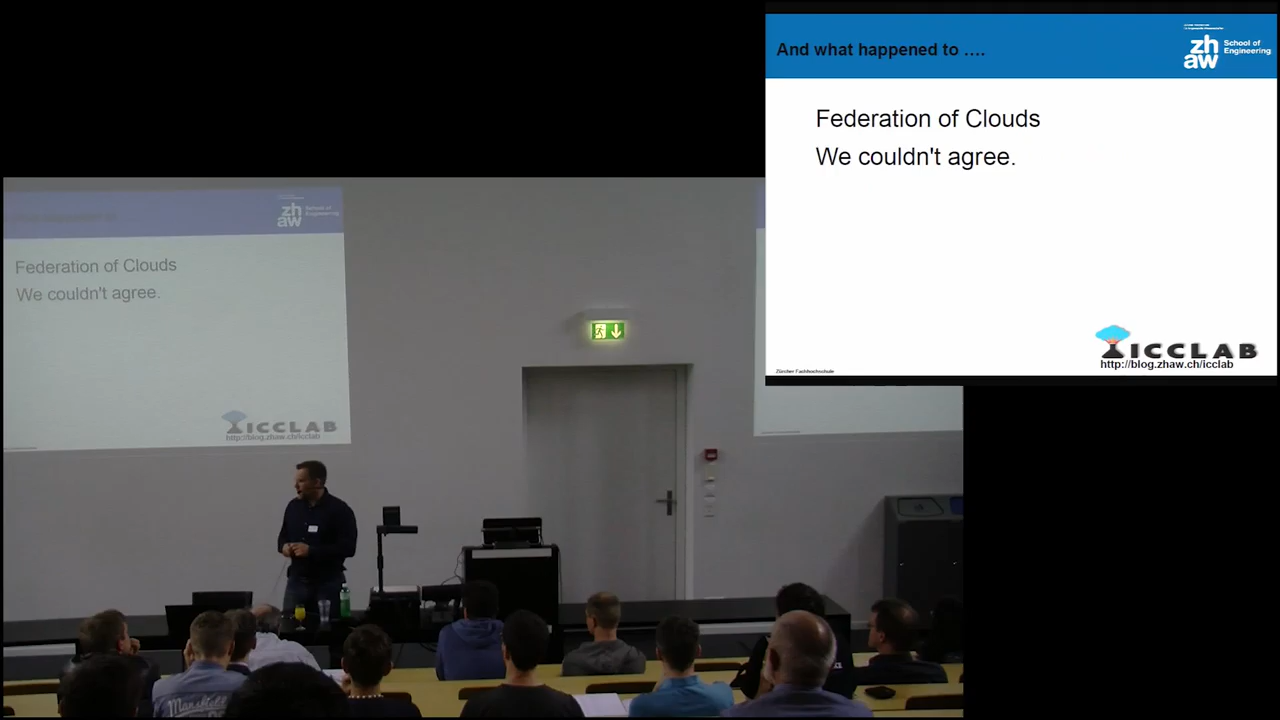 And what happened to ....
zh
aw
School of
Engineering
Federation of Clouds
We couldn't agree.
ICCLAB
http://blog.zhaw.ch/icclab
Zürcher Fachhochschule
zh
aw
School of
Engineering
Federation of Clouds
We couldn't agree.
ICCLAB
http://blog.zhaw.ch/icclab